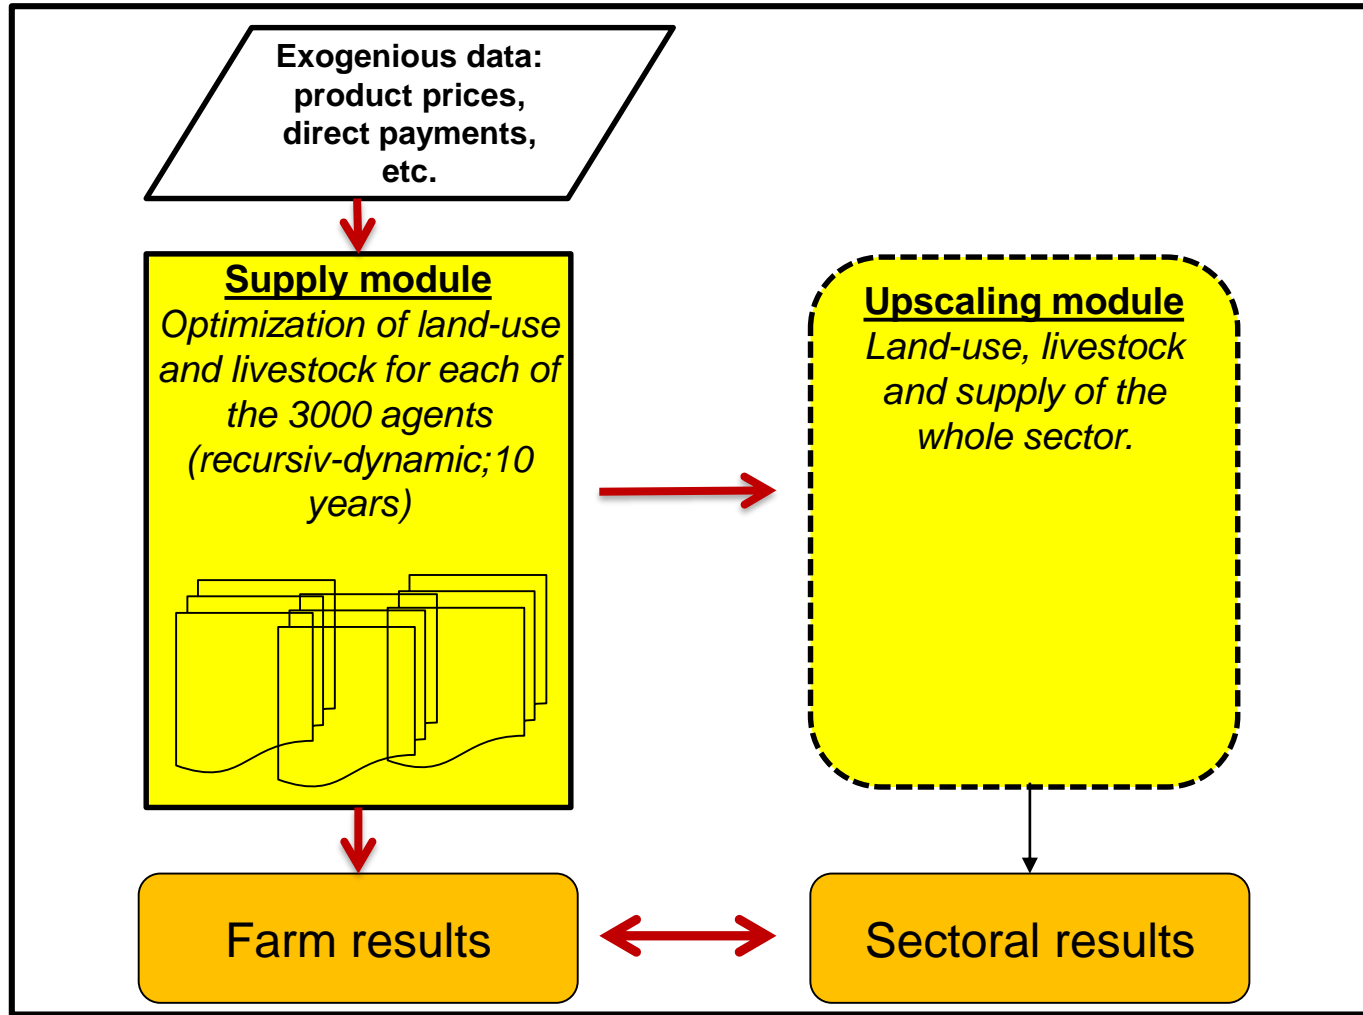 Exogenious data:
product prices,
direct payments,
etc.
Supply module
Optimization of land-use
and livestock for each of
the 3000 agents
(recursiv-dynamic;10
years)
Upscaling module
Land-use, livestock
and supply of the
whole sector.
Farm results
Sectoral results